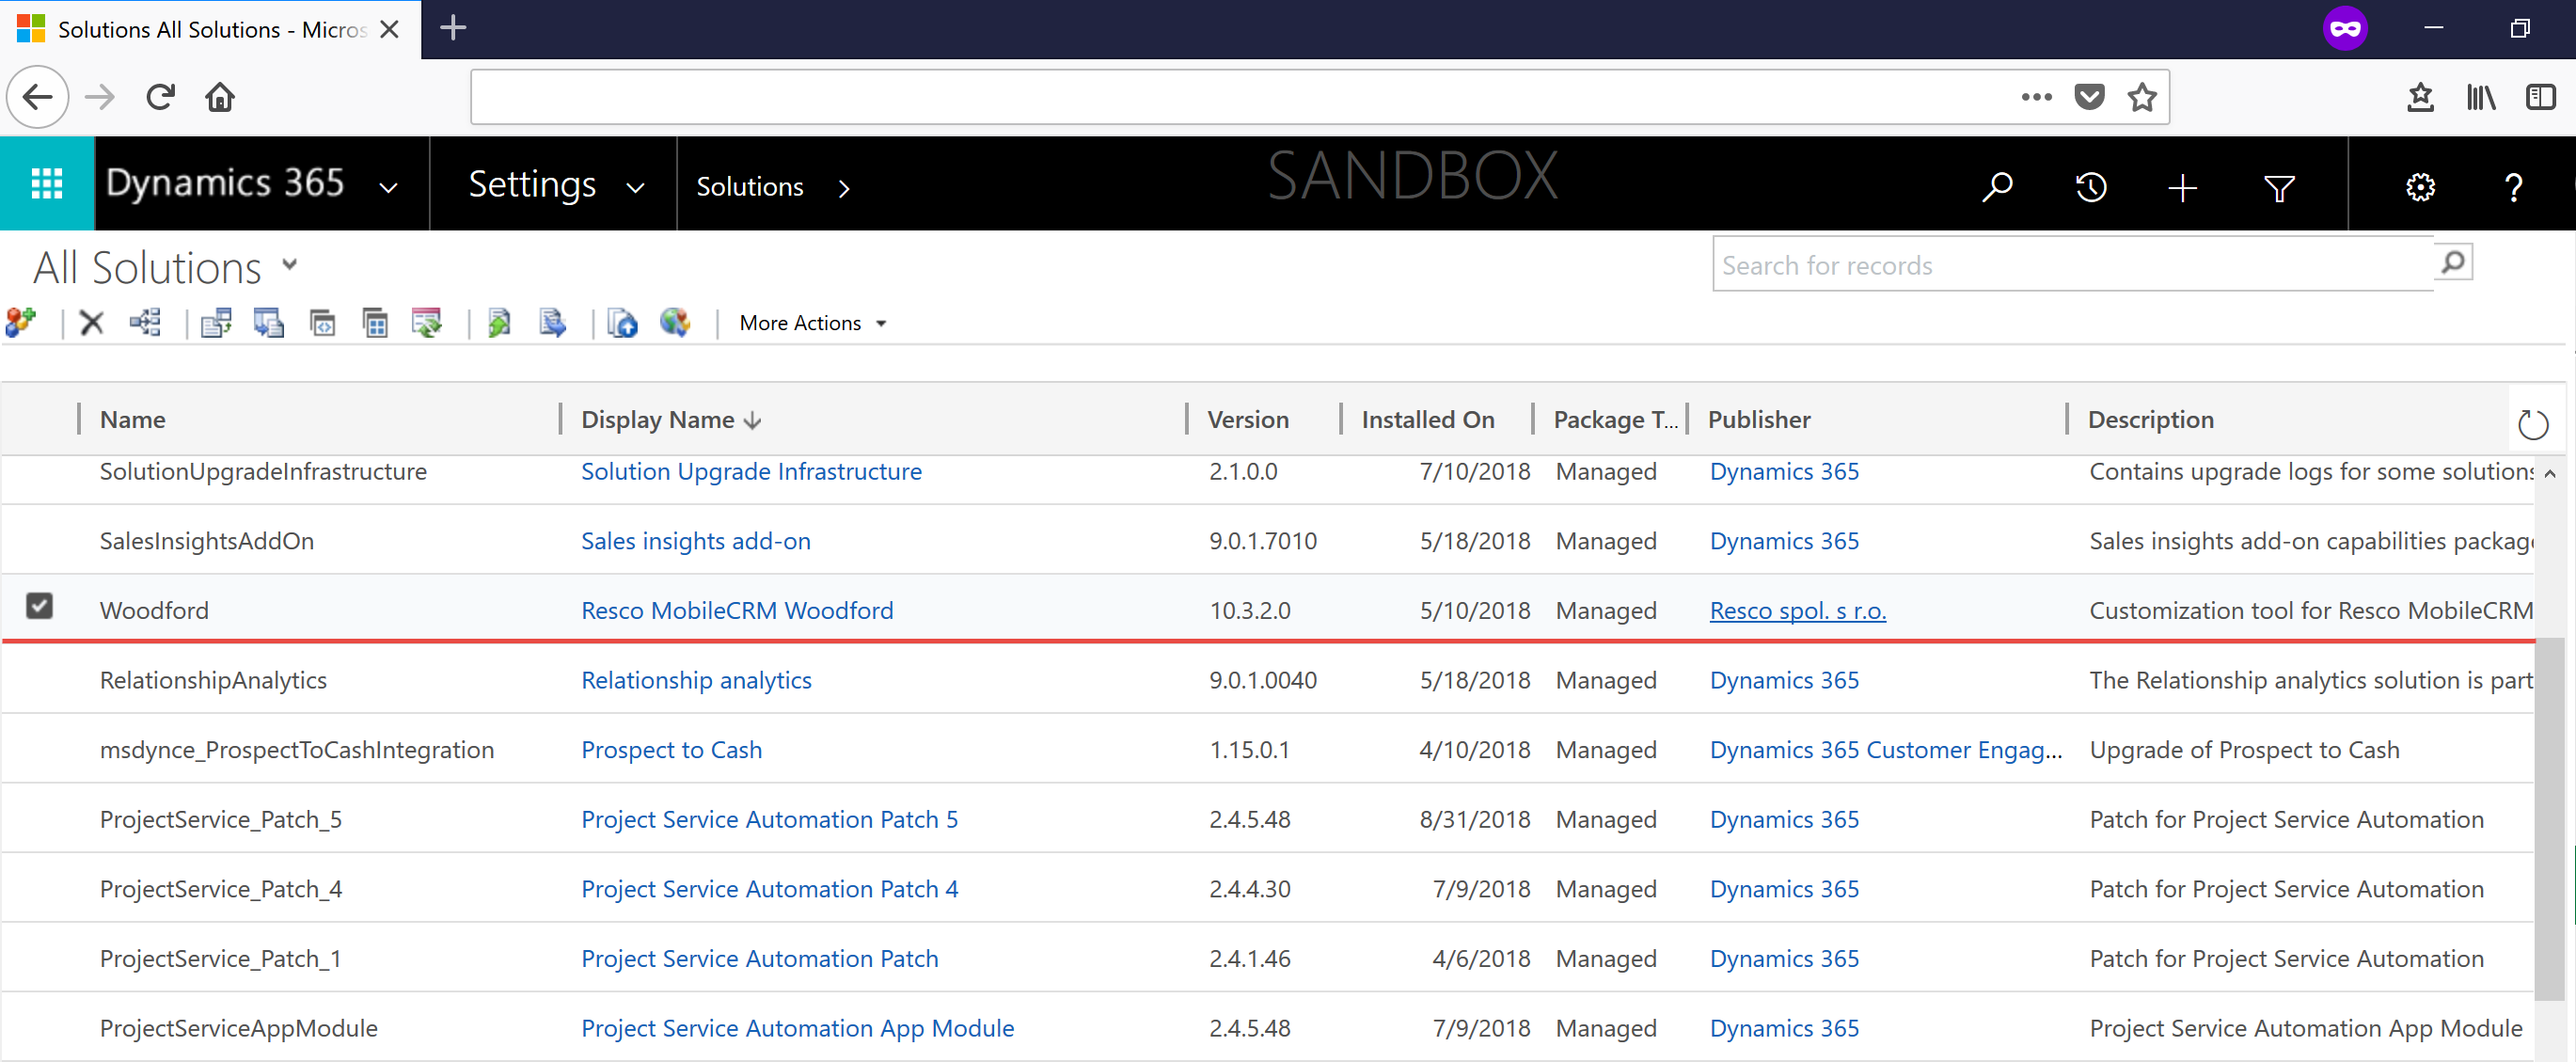 Solutions All Solutions - Micros
Dynamics 365 Settings Solutions SANDBOX ?
All Solutions
Search for records
More Actions
Name Display Name Version Installed On Package T... Publisher Description
SolutionUpgradeInfrastructure Solution Upgrade Infrastructure 2.1.0.0 7/10/2018 Managed Dynamics 365 Contains upgrade logs for some solutions
SalesInsightsAddOn Sales insights add-on 9.0.1.7010 5/18/2018 Managed Dynamics 365 Sales insights add-on capabilities package
Woodford Resco MobileCRM Woodford 10.3.2.0 5/10/2018 Managed Resco spol. s r.o. Customization tool for Resco MobileCRM
RelationshipAnalytics Relationship analytics 9.0.1.0040 5/18/2018 Managed Dynamics 365 The Relationship analytics solution is part
msdynce_ProspectToCashIntegration Prospect to Cash 1.15.0.1 4/10/2018 Managed Dynamics 365 Customer Engag... Upgrade of Prospect to Cash
ProjectService_Patch_5 Project Service Automation Patch 5 2.4.5.48 8/31/2018 Managed Dynamics 365 Patch for Project Service Automation
ProjectService_Patch_4 Project Service Automation Patch 4 2.4.4.30 7/9/2018 Managed Dynamics 365 Patch for Project Service Automation
ProjectService_Patch_1 Project Service Automation Patch 2.4.1.46 4/6/2018 Managed Dynamics 365 Patch for Project Service Automation
ProjectServiceAppModule Project Service Automation App Module 2.4.5.48 7/9/2018 Managed Dynamics 365 Project Service Automation App Module